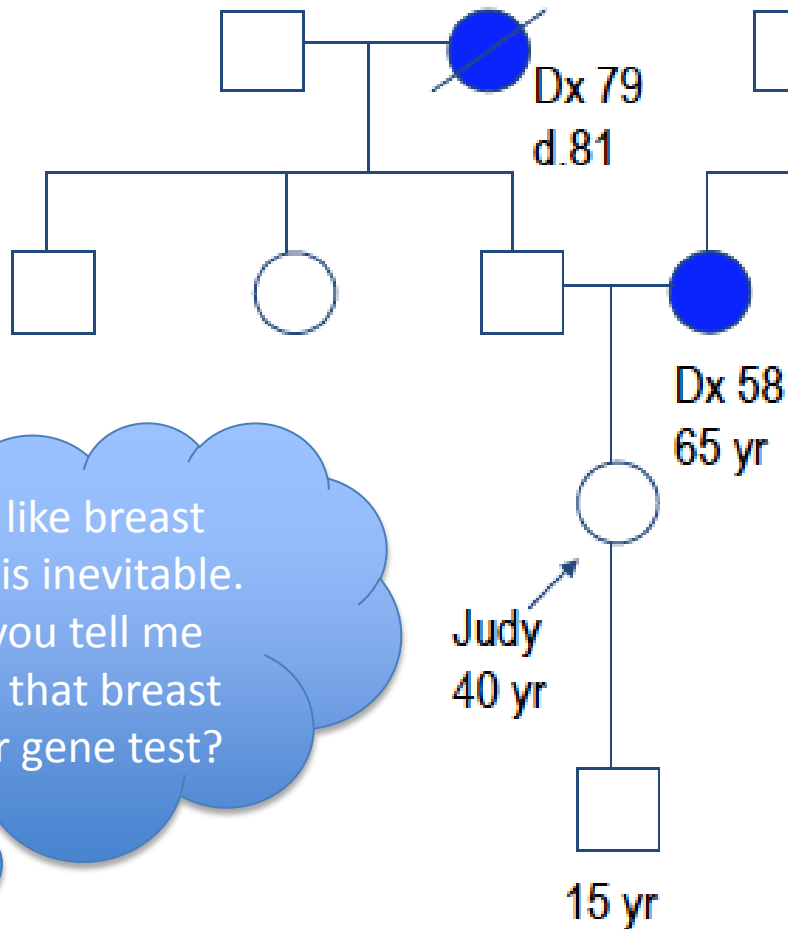 Dx 79
d.81
Dx 58
65 yr
like breast
is inevitable.
you tell me
that breast
r gene test?
Judy
40 yr
15 yr